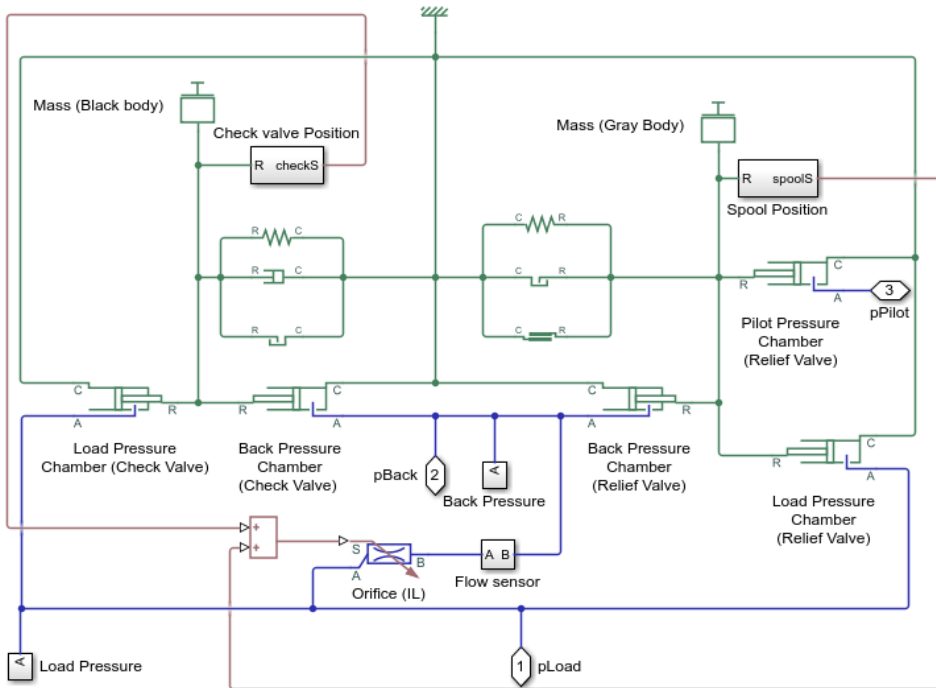 Mass (Black body)
Check valve Position
R checkS
Mass (Gray Body)
R spoolS
Spool Position
R C
C R
R C
C R
R C
C R
C
R
A
3
pPilot
Pilot Pressure
Chamber
(Relief Valve)
C
R
A
C
R
A
C
R
A
C
R
A
Load Pressure
Chamber (Check Valve)
Back Pressure
Chamber
(Check Valve)
pBack
2
A
Back Pressure
Back Pressure
Chamber
(Relief Valve)
Load Pressure
Chamber
(Relief Valve)
+
+
S
A
B
Orifice (IL)
A B
Flow sensor
A
Load Pressure
1
pLoad